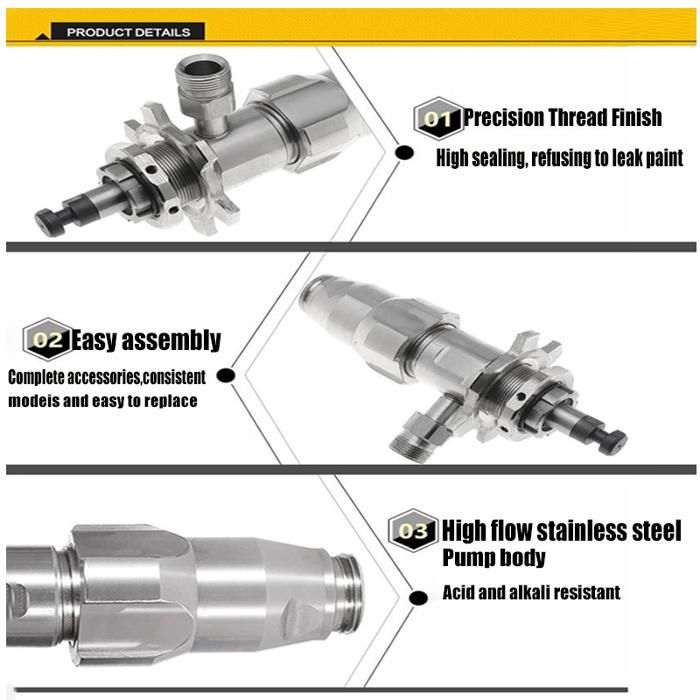 PRODUCT DETAILS
01 Precision Thread Finish
High sealing, refusing to leak paint
02 Easy assembly
Complete accessories,consistent
modeis and easy to replace
03 High flow stainless steel
Pump body
Acid and alkali resistant